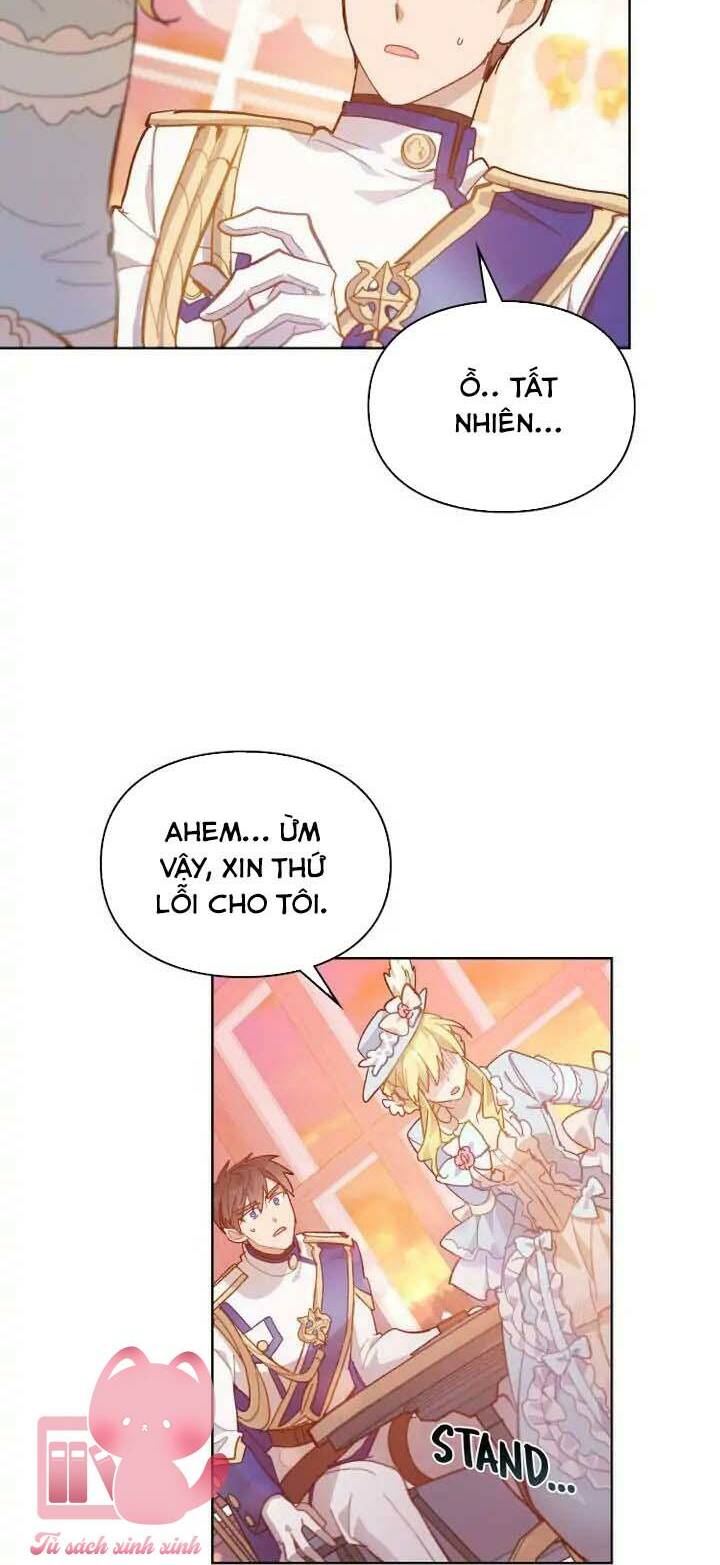 Ồ.. TẤT
NHIÊN...
AHEM... ỪM
VẬY, XIN THỨ
LỖI CHO TÔI.
STAND...
Tủ sách xinh xinh